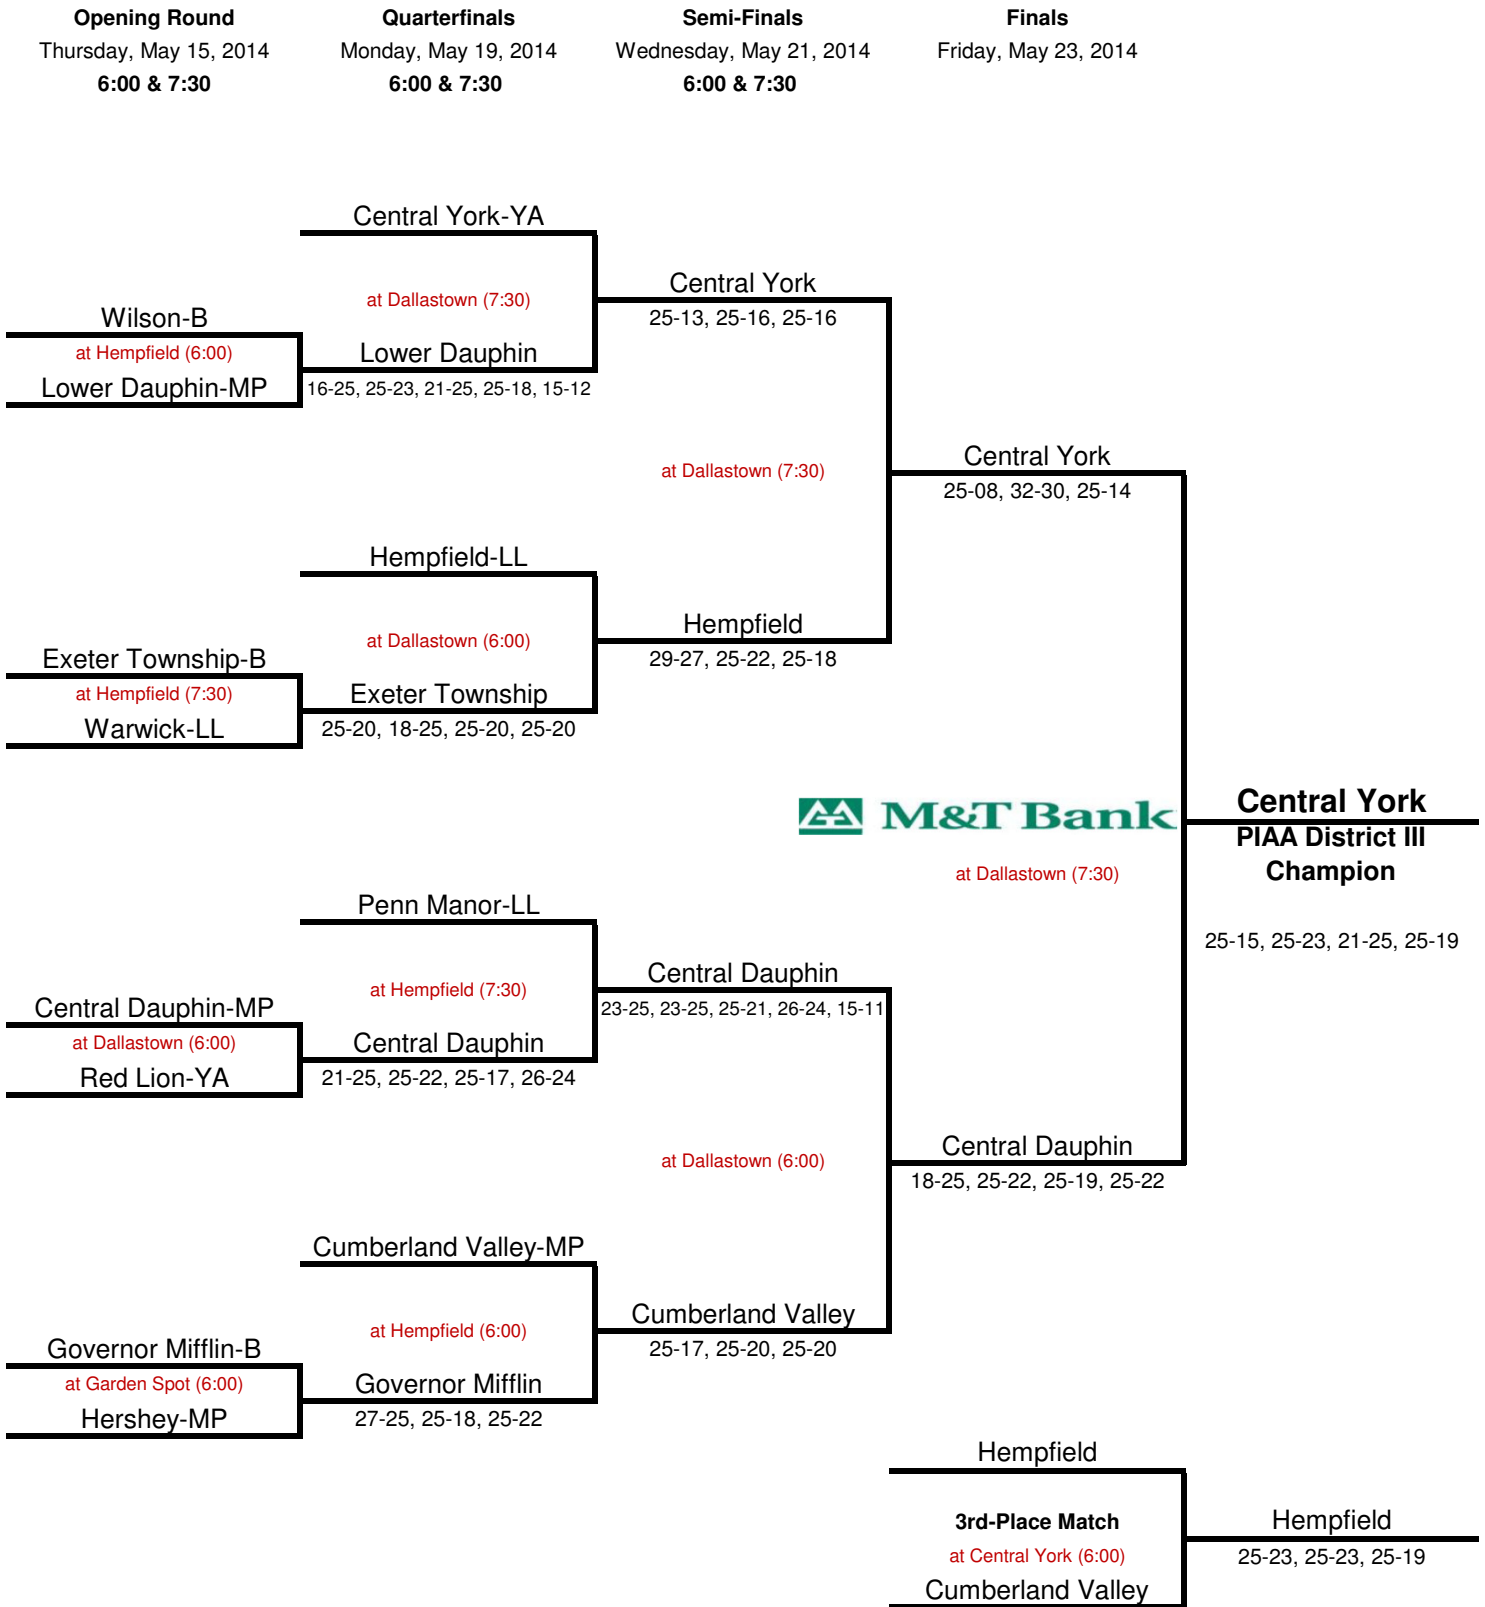 Opening Round
Quarterfinals
Semi-Finals
Finals
Thursday, May 15, 2014
Monday, May 19, 2014
Wednesday, May 21, 2014
Friday, May 23, 2014
6:00 & 7:30
6:00 & 7:30
6:00 & 7:30
Central York-YA
Central York
at Dallastown (7:30)
25-13, 25-16, 25-16
Wilson-B
at Hempfield (6:00)
Lower Dauphin
Lower Dauphin-MP
16-25, 25-23, 21-25, 25-18, 15-12
Central York
at Dallastown (7:30)
25-08, 32-30, 25-14
Hempfield-LL
Hempfield
at Dallastown (6:00)
29-27, 25-22, 25-18
Exeter Township-B
at Hempfield (7:30)
Exeter Township
Warwick-LL
25-20, 18-25, 25-20, 25-20
M&T Bank
Central York
PIAA District III
Champion
at Dallastown (7:30)
25-15, 25-23, 21-25, 25-19
Penn Manor-LL
Central Dauphin
at Hempfield (7:30)
23-25, 23-25, 25-21, 26-24, 15-11
Central Dauphin-MP
at Dallastown (6:00)
Central Dauphin
Red Lion-YA
21-25, 25-22, 25-17, 26-24
Central Dauphin
at Dallastown (6:00)
18-25, 25-22, 25-19, 25-22
Cumberland Valley-MP
Cumberland Valley
at Hempfield (6:00)
25-17, 25-20, 25-20
Governor Mifflin-B
at Garden Spot (6:00)
Governor Mifflin
Hershey-MP
27-25, 25-18, 25-22
Hempfield
3rd-Place Match
Hempfield
at Central York (6:00)
25-23, 25-23, 25-19
Cumberland Valley